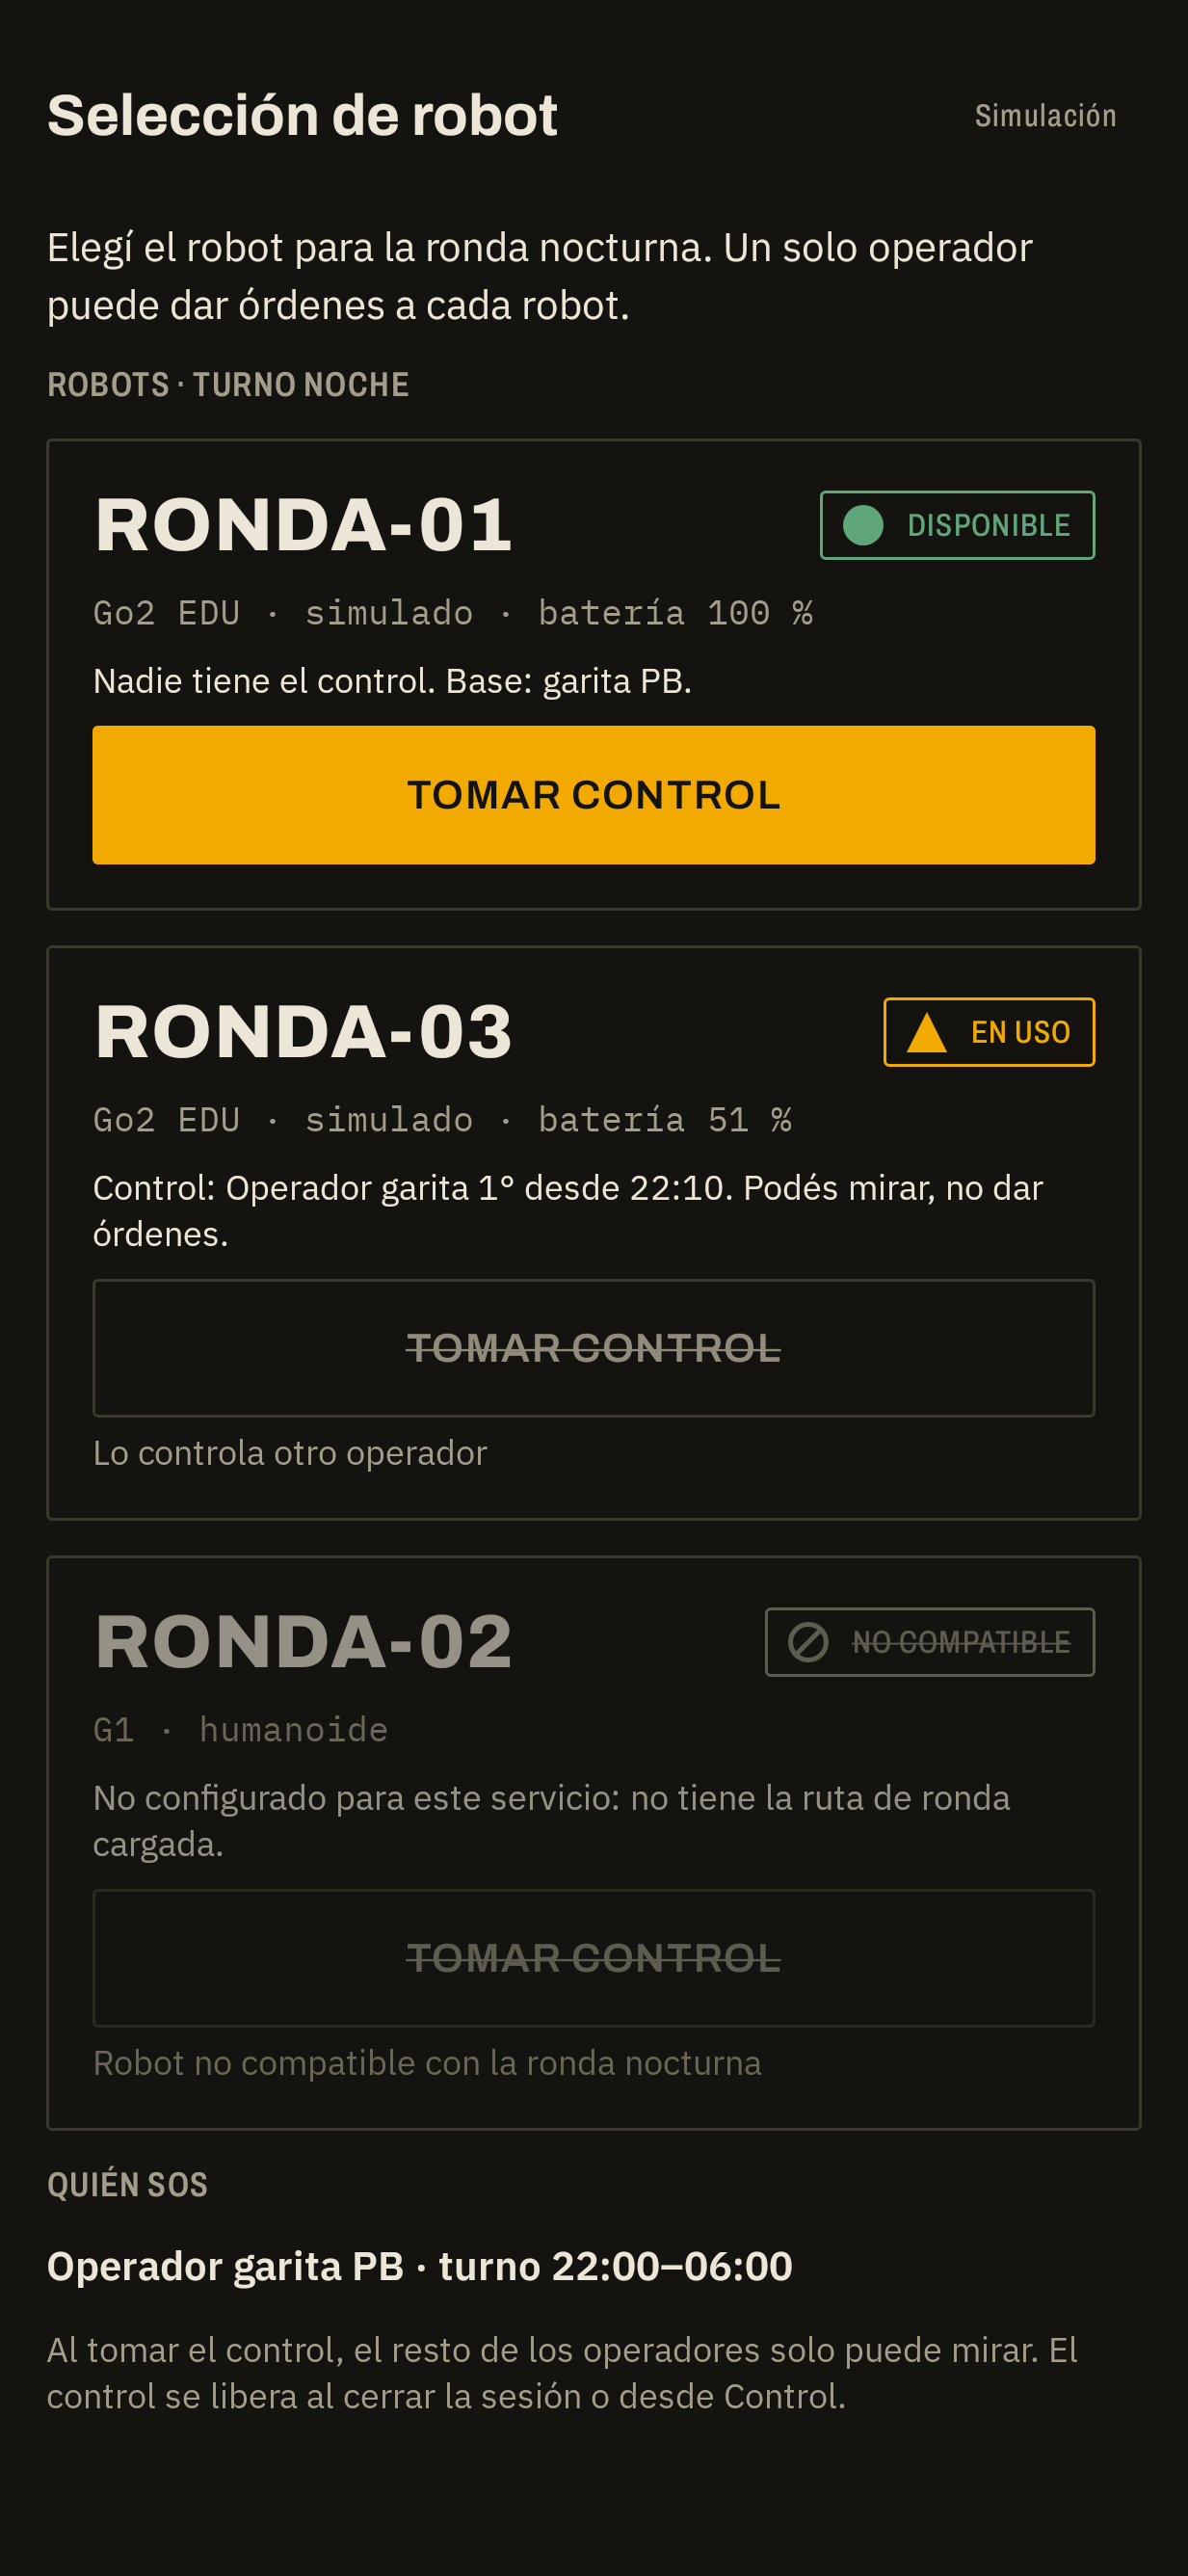 Selección de robot
Simulación
Elegí el robot para la ronda nocturna. Un solo operador
puede dar órdenes a cada robot.
ROBOTS · TURNO NOCHE
RONDA-01
DISPONIBLE
Go2 EDU · simulado · batería 100 %
Nadie tiene el control. Base: garita PB.
TOMAR CONTROL
RONDA-03
EN USO
Go2 EDU · simulado · batería 51 %
Control: Operador garita 1° desde 22:10. Podés mirar, no dar
órdenes.
TOMAR CONTROL
Lo controla otro operador
RONDA-02
NO COMPATIBLE
G1 · humanoide
No configurado para este servicio: no tiene la ruta de ronda
cargada.
TOMAR CONTROL
Robot no compatible con la ronda nocturna
QUIÉN SOS
Operador garita PB · turno 22:00–06:00
Al tomar el control, el resto de los operadores solo puede mirar. El
control se libera al cerrar la sesión o desde Control.